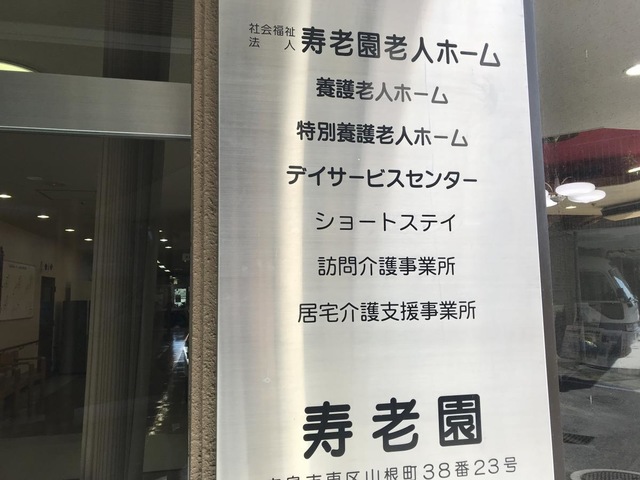 社会福祉
法人 寿老園老人ホーム
養護老人ホーム
特別養護老人ホーム
デイサービスセンター
ショートステイ
訪問介護事業所
居宅介護支援事業所
寿老園
島市東区山根町38番23号